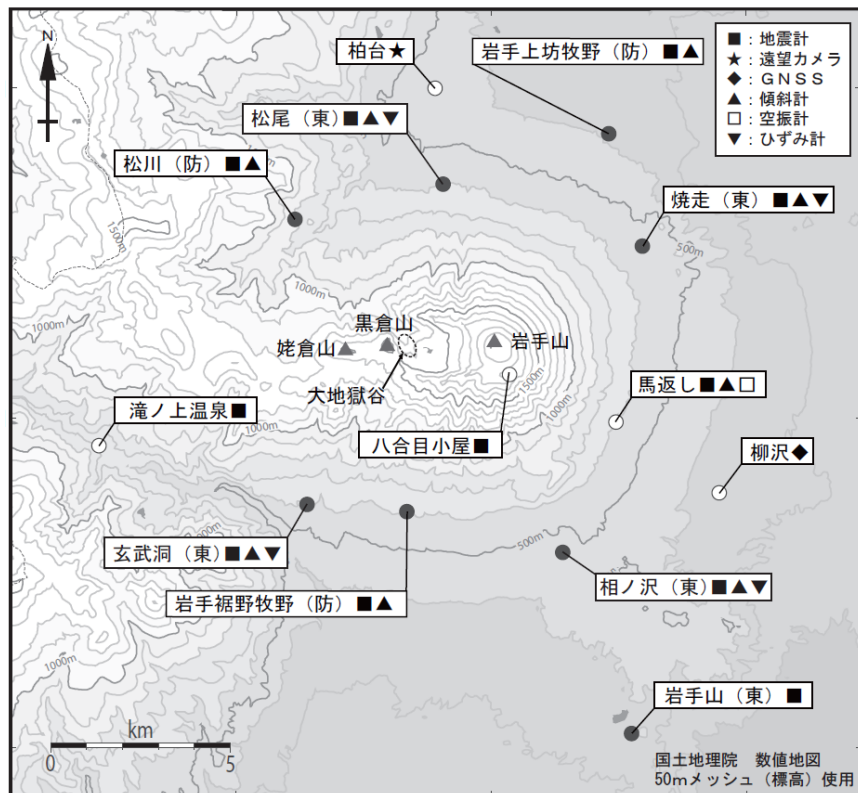 N
柏台★
岩手上坊牧野（防）■▲
■：地震計
★：遠望カメラ
◆：ＧＮＳＳ
▲：傾斜計
□：空振計
▼：ひずみ計
松尾（東）■▲▼
松川（防）■▲
焼走（東）■▲▼
1500m
500m
1000m
1000m
黒倉山
姥倉山
岩手山
大地獄谷
1500m
1000m
滝ノ上温泉■
八合目小屋■
馬返し■▲□
1000m
柳沢◆
玄武洞（東）■▲▼
500m
岩手裾野牧野（防）■▲
相ノ沢（東）■▲▼
1000m
岩手山（東）■
km
0 5
国土地理院　数値地図
50mメッシュ（標高）使用